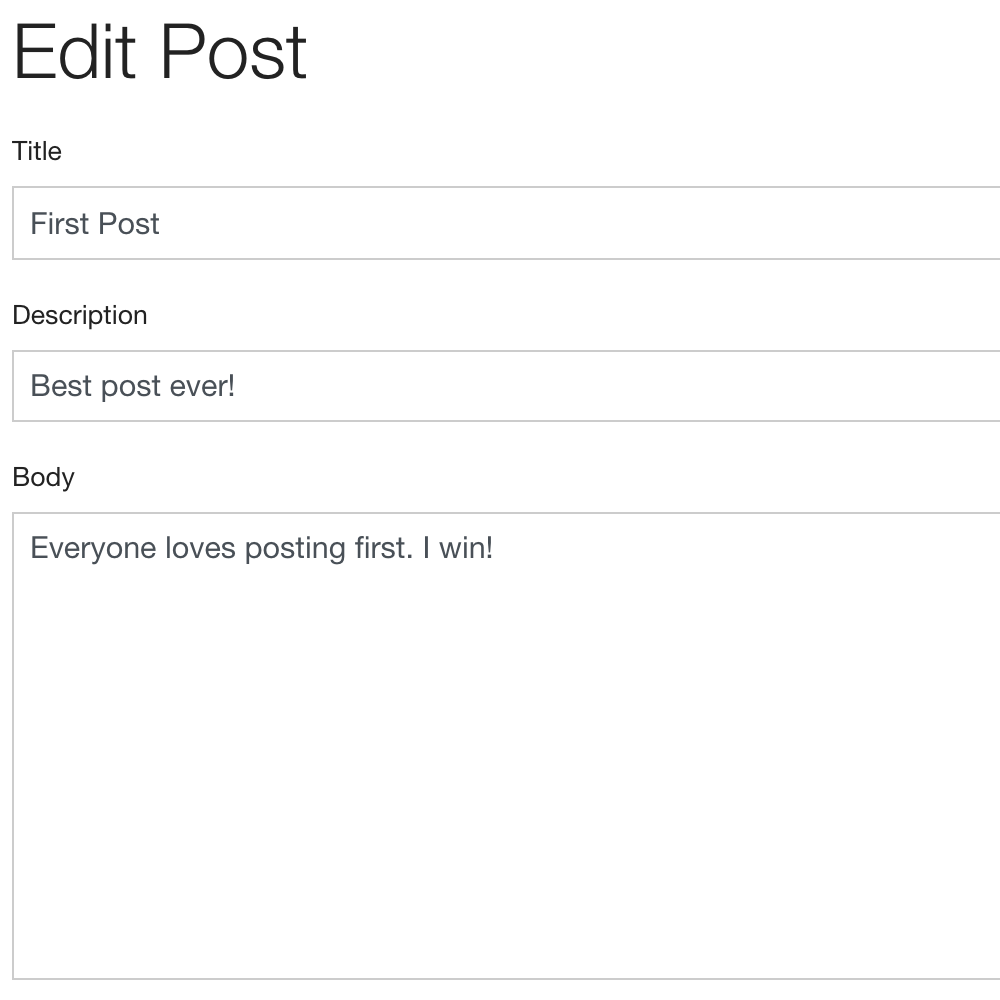 Edit Post
Title
First Post
Description
Best post ever!
Body
Everyone loves posting first. I win!